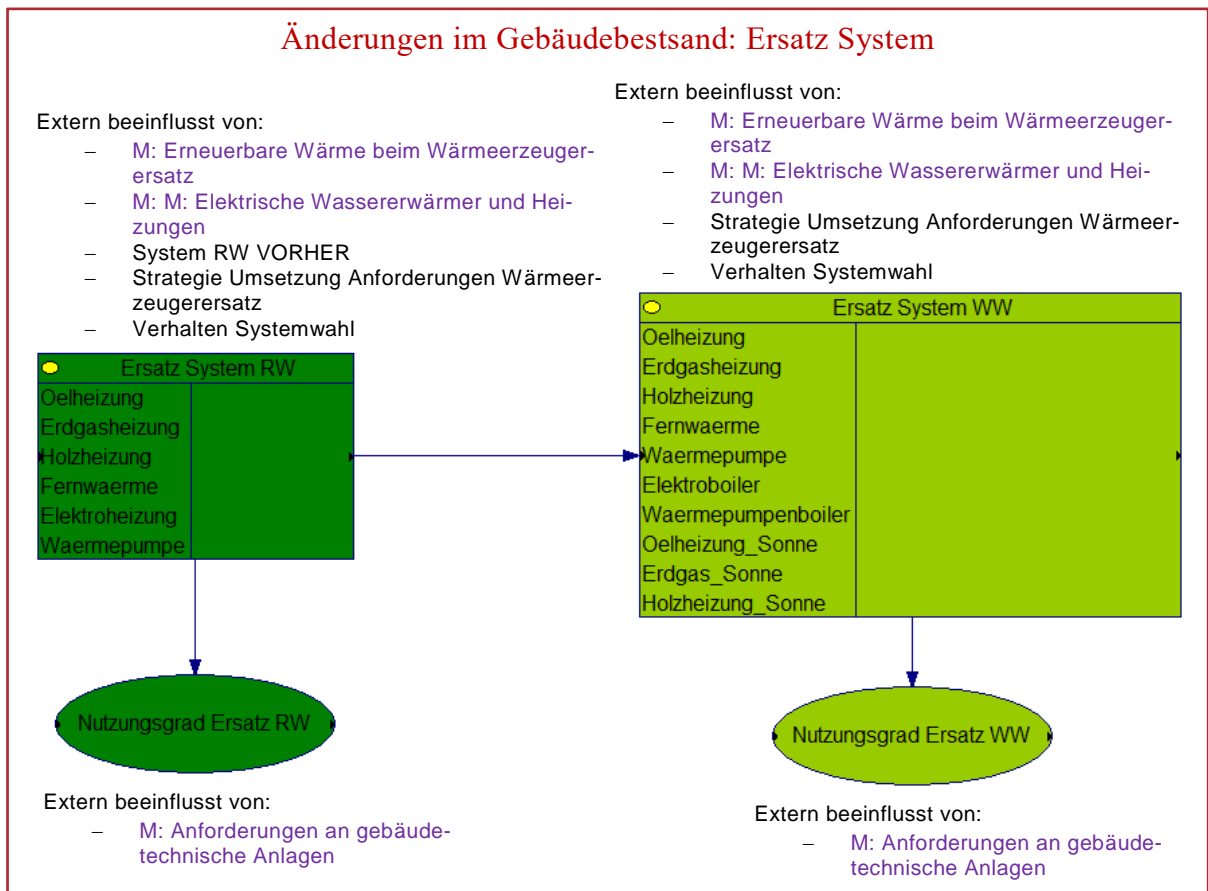 Änderungen im Gebäudebestsand: Ersatz System
Extern beeinflusst von:
– M: Erneuerbare Wärme beim Wärmeerzeuger-
ersatz
– M: M: Elektrische Wassererwärmer und Hei-
zungen
– System RW VORHER
– Strategie Umsetzung Anforderungen Wärmeer-
zeugerersatz
– Verhalten Systemwahl
Ersatz System RW
Oelheizung
Erdgasheizung
Holzheizung
Fernwaerme
Elektroheizung
Waermepumpe
Nutzungsgrad Ersatz RW
Extern beeinflusst von:
– M: Anforderungen an gebäude-
technische Anlagen
Extern beeinflusst von:
– M: Erneuerbare Wärme beim Wärmeerzeuger-
ersatz
– M: M: Elektrische Wassererwärmer und Hei-
zungen
– Strategie Umsetzung Anforderungen Wärmeer-
zeugerersatz
– Verhalten Systemwahl
Ersatz System WW
Oelheizung
Erdgasheizung
Holzheizung
Fernwaerme
Waermepumpe
Elektroboiler
Waermepumpenboiler
Oelheizung_Sonne
Erdgas_Sonne
Holzheizung_Sonne
Nutzungsgrad Ersatz WW
Extern beeinflusst von:
– M: Anforderungen an gebäude-
technische Anlagen